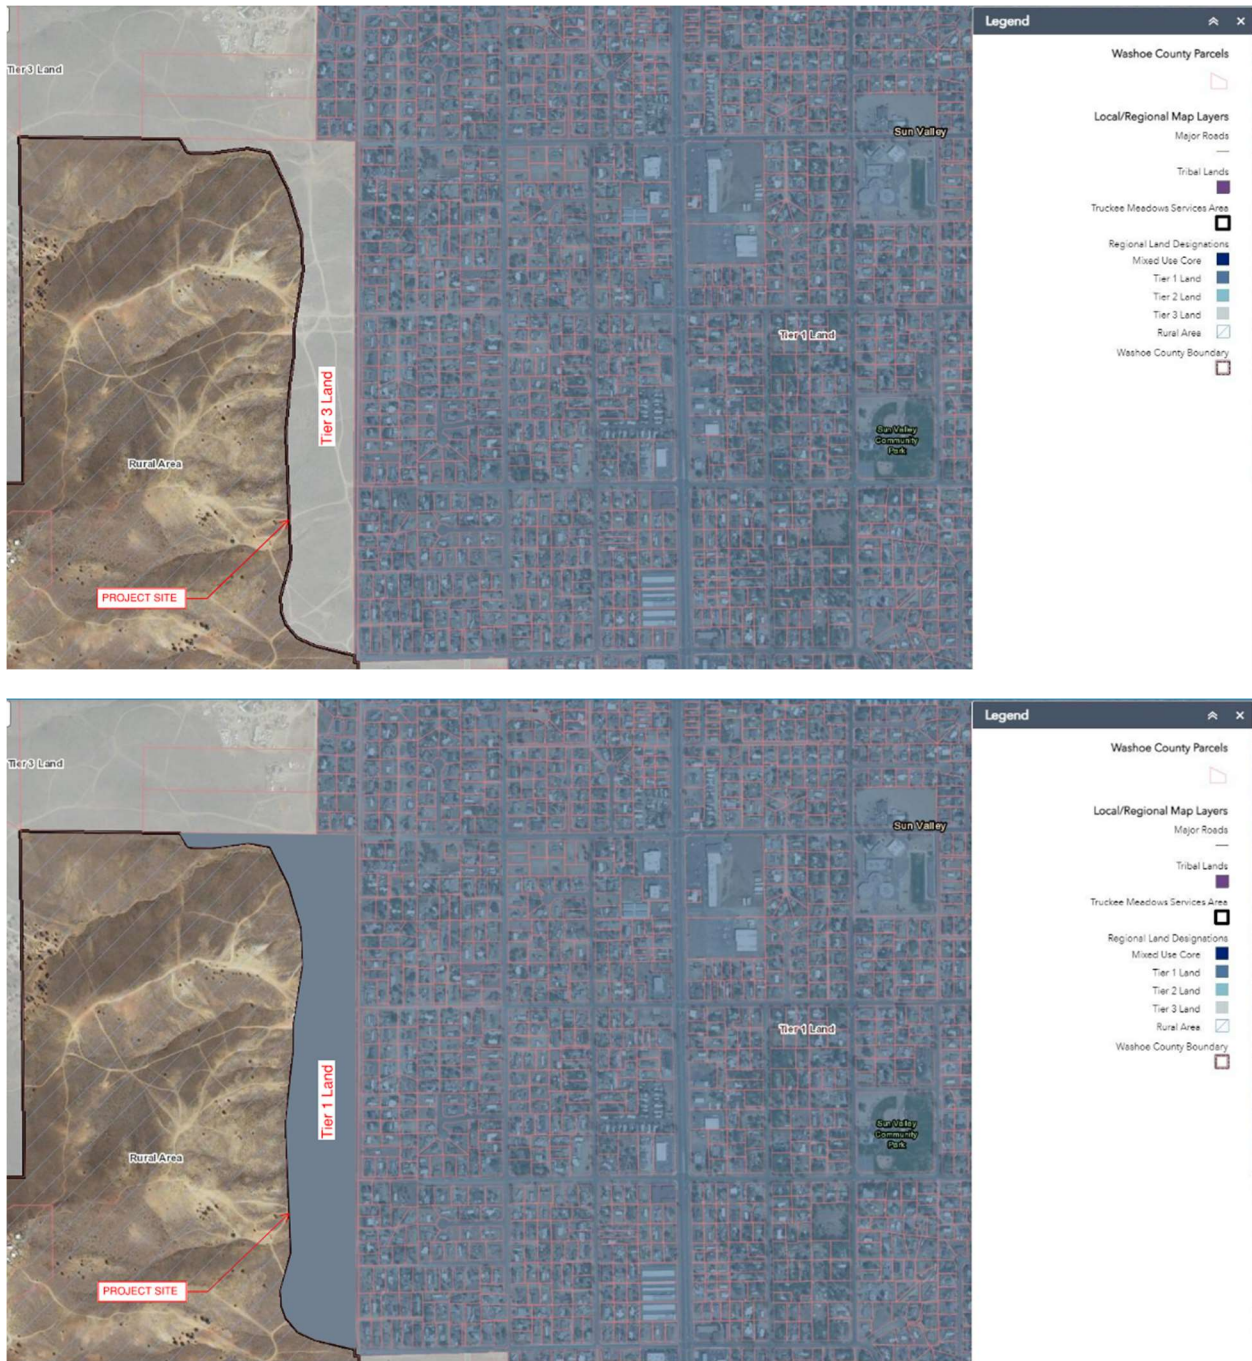 Legend
Washoe County Parcels
Local/Regional Map Layers
Major Roads
Tribal Lands
Truckee Meadows Services Area
Regional Land Designations
Mixed Use Core
Tier 1 Land
Tier 2 Land
Tier 3 Land
Rural Area
Washoe County Boundary
Tier 3 Land
Sun Valley
Tier 1 Land
Tier 3 Land
Sun Valley
Community
Park
Rural Area
PROJECT SITE
Legend
Washoe County Parcels
Local/Regional Map Layers
Major Roads
Tribal Lands
Truckee Meadows Services Area
Regional Land Designations
Mixed Use Core
Tier 1 Land
Tier 2 Land
Tier 3 Land
Rural Area
Washoe County Boundary
Tier 3 Land
Sun Valley
Tier 1 Land
Tier 1 Land
Sun Valley
Community
Park
Rural Area
PROJECT SITE